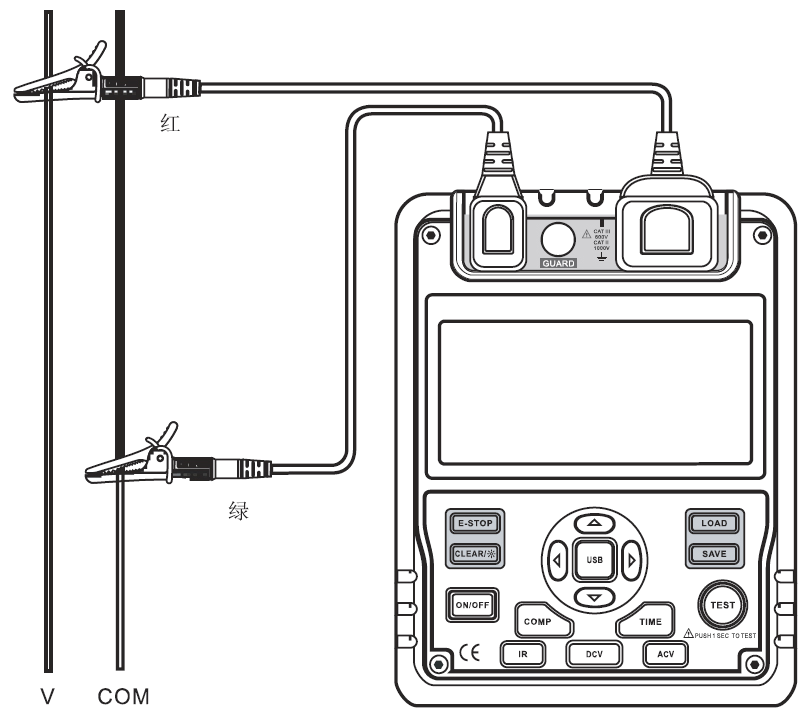 红
CAT III
600V
CAT II
1000V
GUARD
绿
E-STOP
LOAD
CLEAR/☼
USB
SAVE
ON/OFF
TEST
COMP
TIME
PUSH 1 SEC TO TEST
CE
IR
DCV
ACV
V
COM